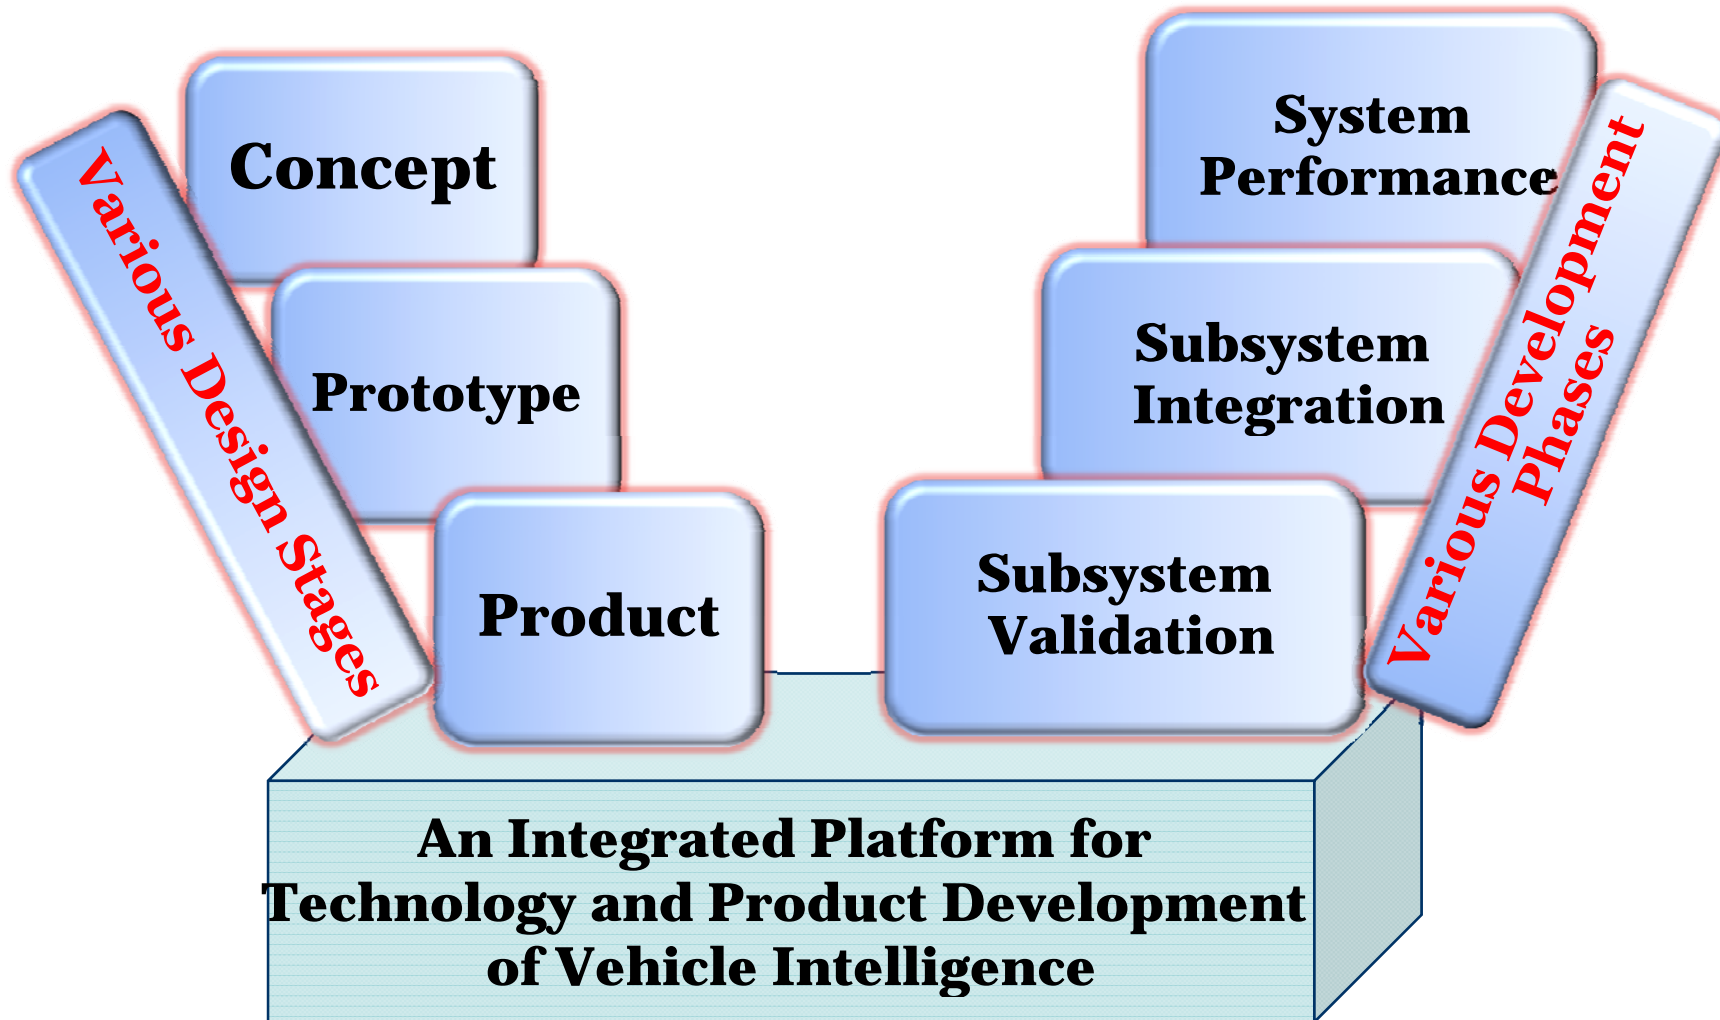 Various Design Stages
Concept
Prototype
Product
System
Performance
Subsystem
Integration
Subsystem
Validation
Various Development
Phases
An Integrated Platform for
Technology and Product Development
of Vehicle Intelligence